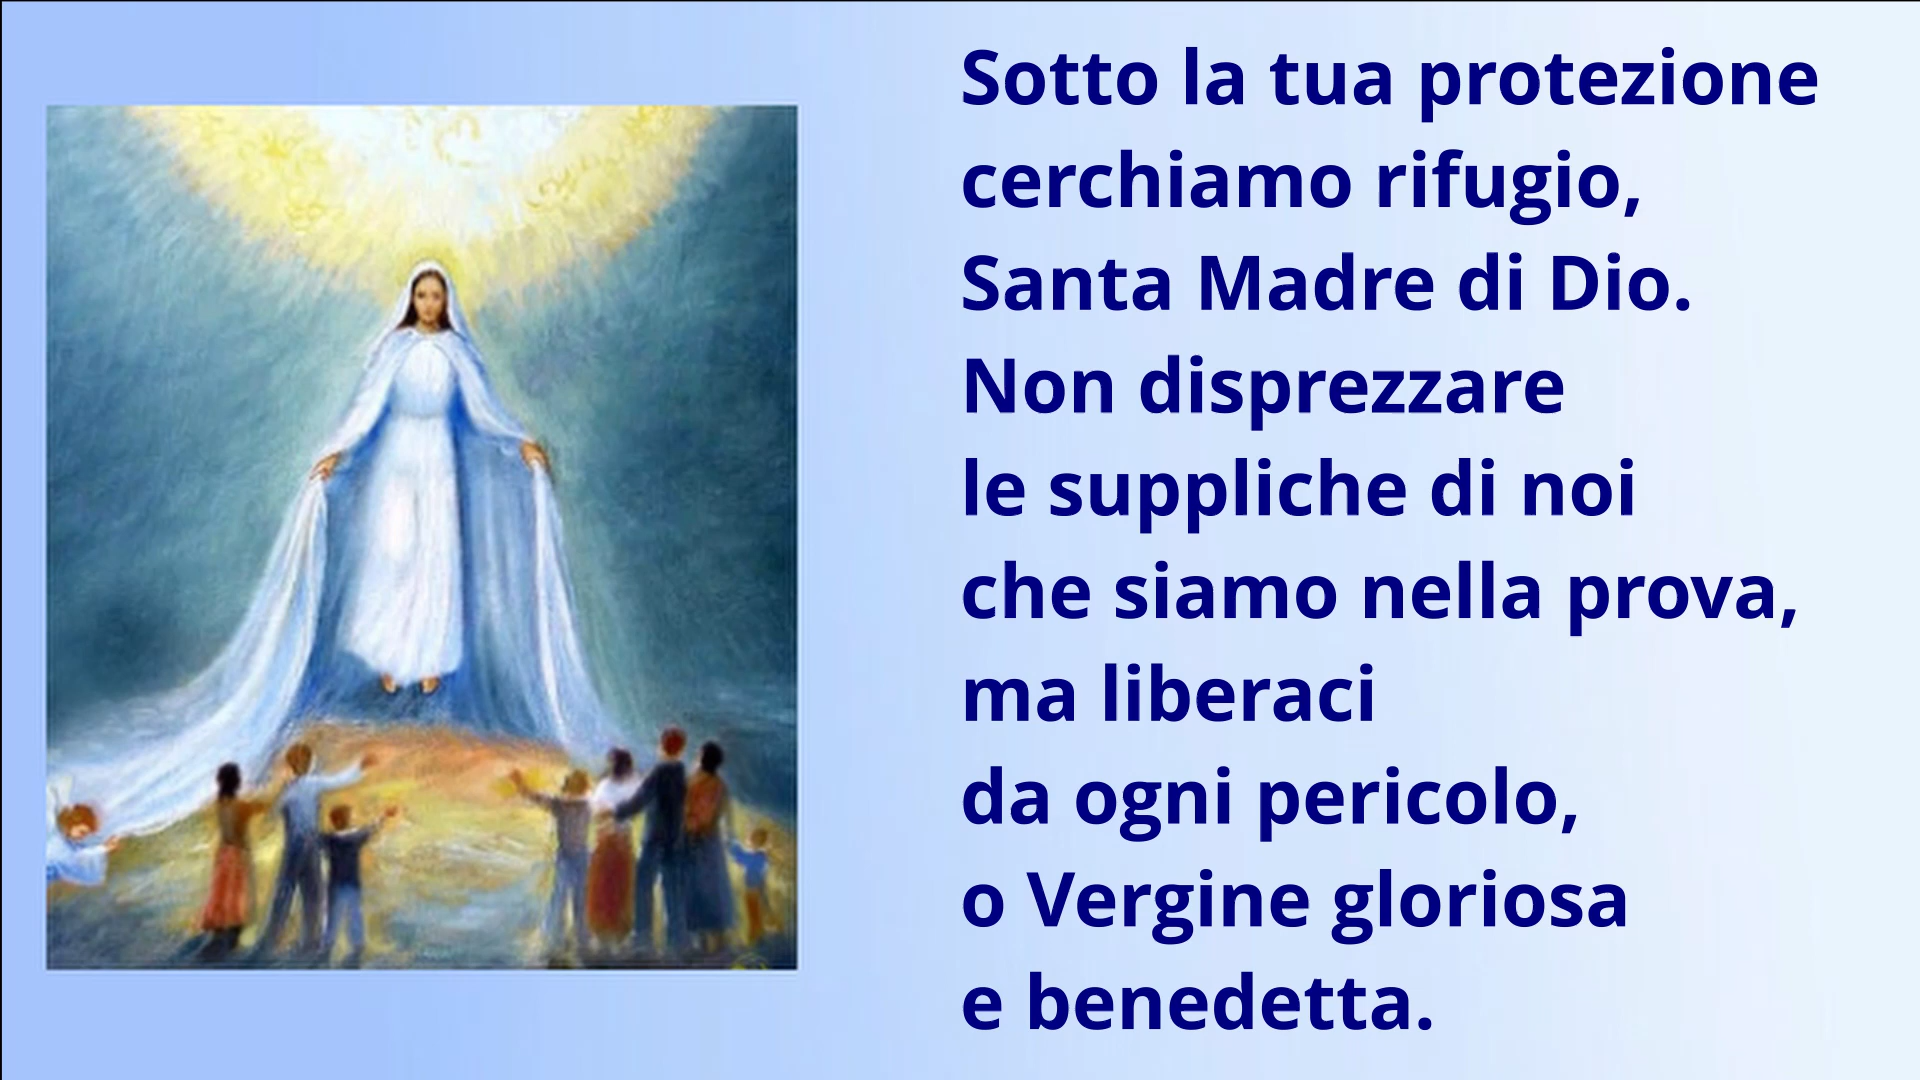 Sotto la tua protezione
cerchiamo rifugio,
Santa Madre di Dio.
Non disprezzare
le suppliche di noi
che siamo nella prova,
ma liberaci
da ogni pericolo,
o Vergine gloriosa
e benedetta.